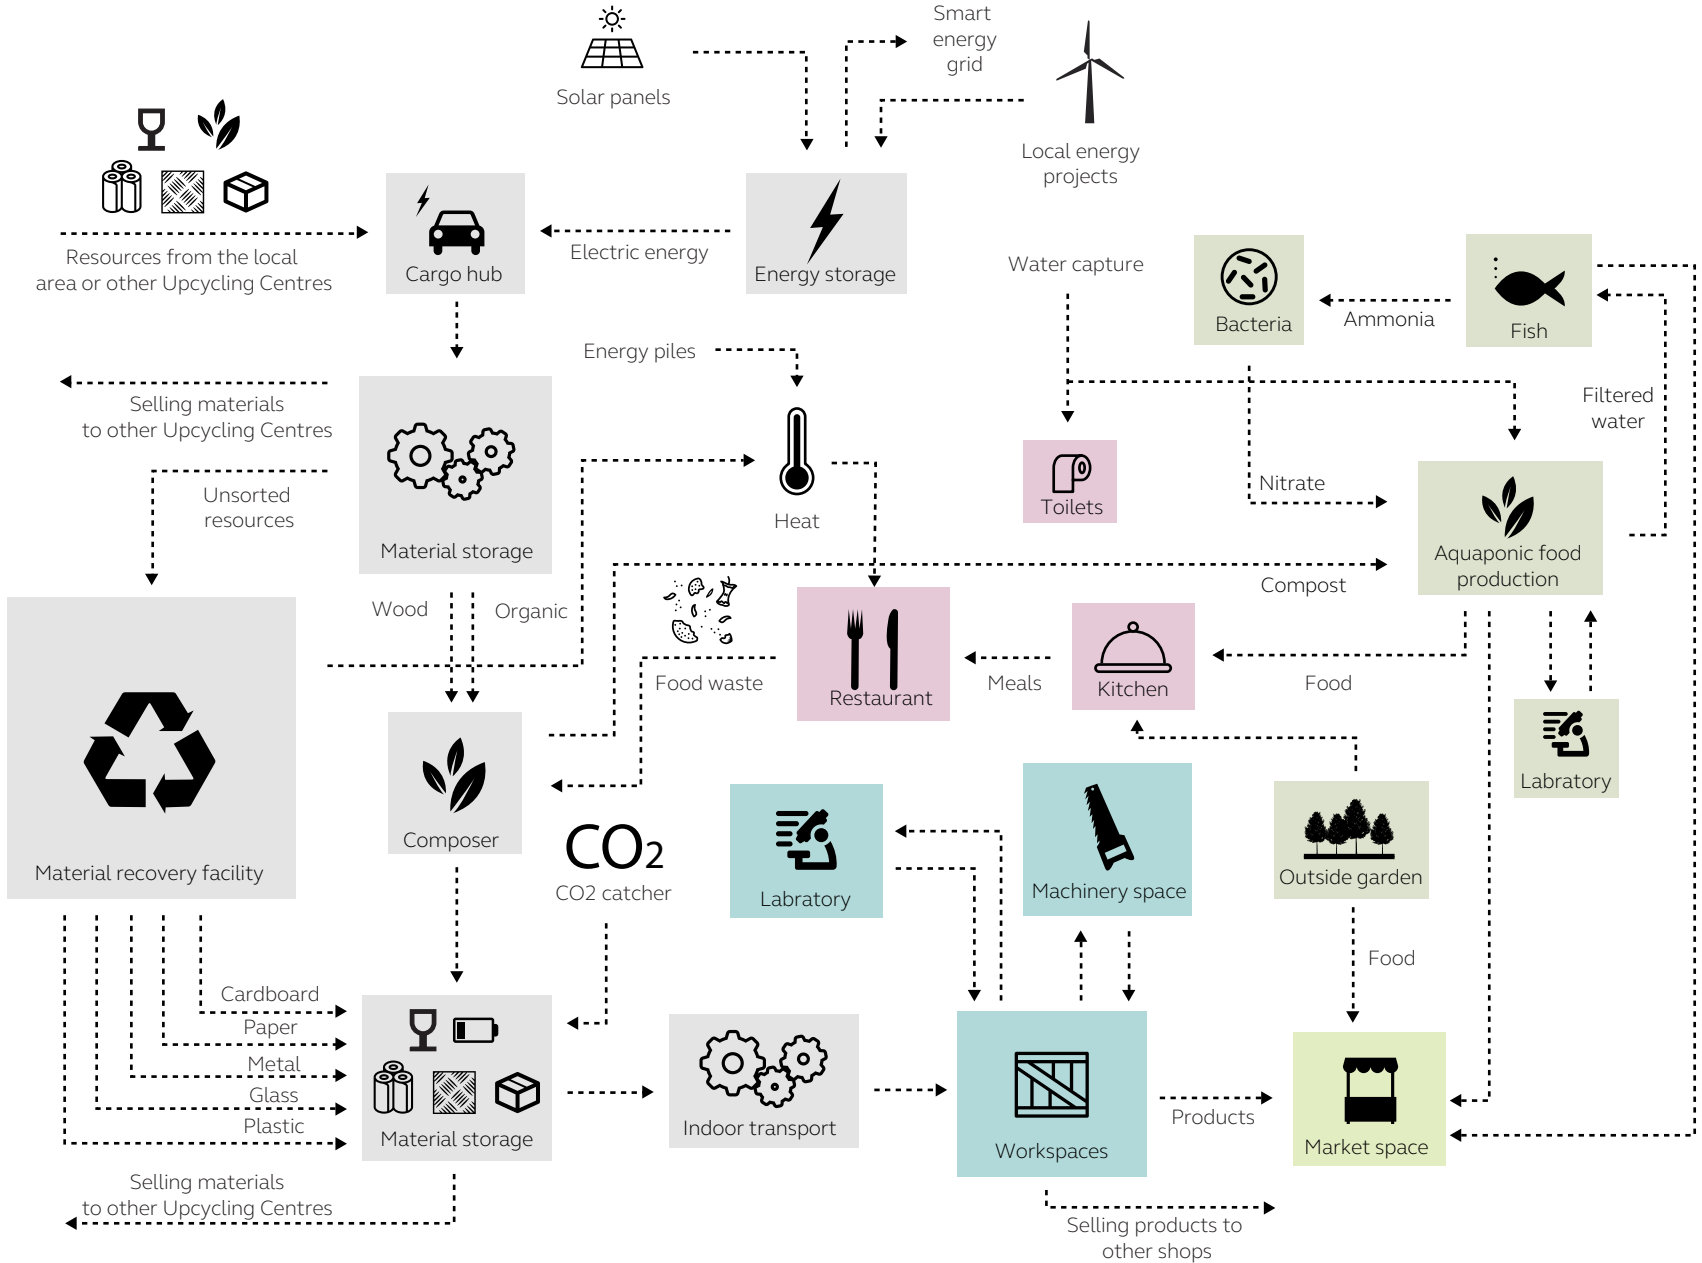 Smart
energy
grid
Solar panels
Local energy
projects
Resources from the local
area or other Upcycling Centres
Cargo hub
Electric energy
Energy storage
Water capture
Bacteria
Ammonia
Fish
Energy piles
Selling materials
to other Upcycling Centres
Filtered
water
Unsorted
resources
Material storage
Heat
Toilets
Nitrate
Aquaponic food
production
Wood
Organic
Compost
Food waste
Restaurant
Meals
Kitchen
Food
Labratory
Composer
Material recovery facility
CO2
CO2 catcher
Labratory
Machinery space
Outside garden
Food
Cardboard
Paper
Metal
Glass
Plastic
Material storage
Indoor transport
Workspaces
Products
Market space
Selling materials
to other Upcycling Centres
Selling products to
other shops